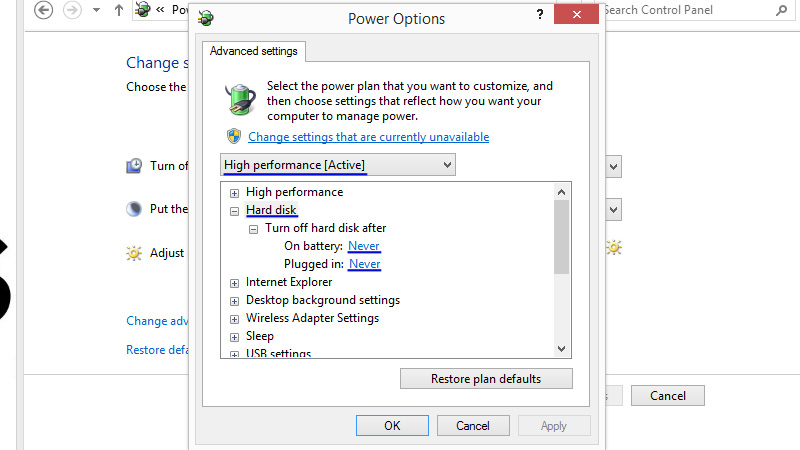 Power Options
?
« Pow
Search Control Panel
Advanced settings
Change s
Choose the
Select the power plan that you want to customize, and
then choose settings that reflect how you want your
computer to manage power.
Change settings that are currently unavailable
High performance [Active]
Turn of
Put the
Adjust
High performance
Hard disk
Turn off hard disk after
On battery: Never
Plugged in: Never
Internet Explorer
Desktop background settings
Wireless Adapter Settings
Sleep
USB settings
Change adv
Restore defa
Restore plan defaults
s
Cancel
OK
Cancel
Apply